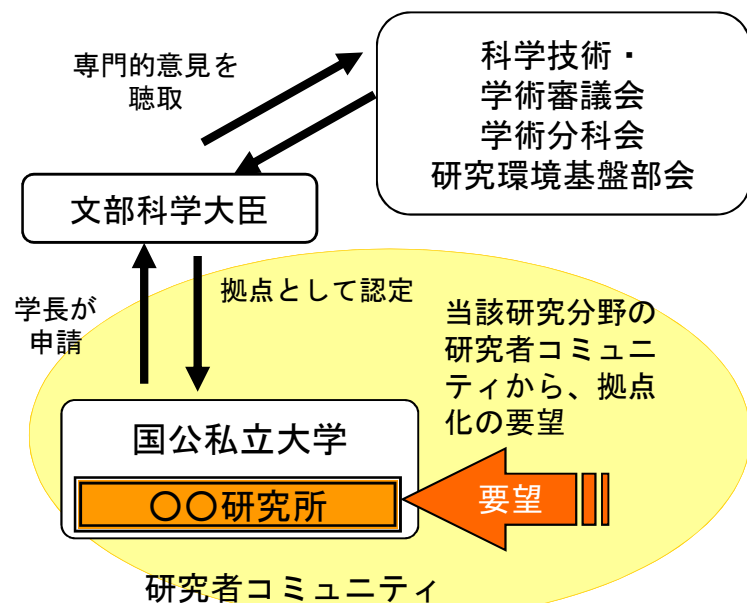 専門的意見を
聴取
科学技術・
学術審議会
学術分科会
研究環境基盤部会
文部科学大臣
学長が
申請
拠点として認定
当該研究分野の
研究者コミュニ
ティから、拠点
化の要望
国公私立大学
〇〇研究所
要望
研究者コミュニティ